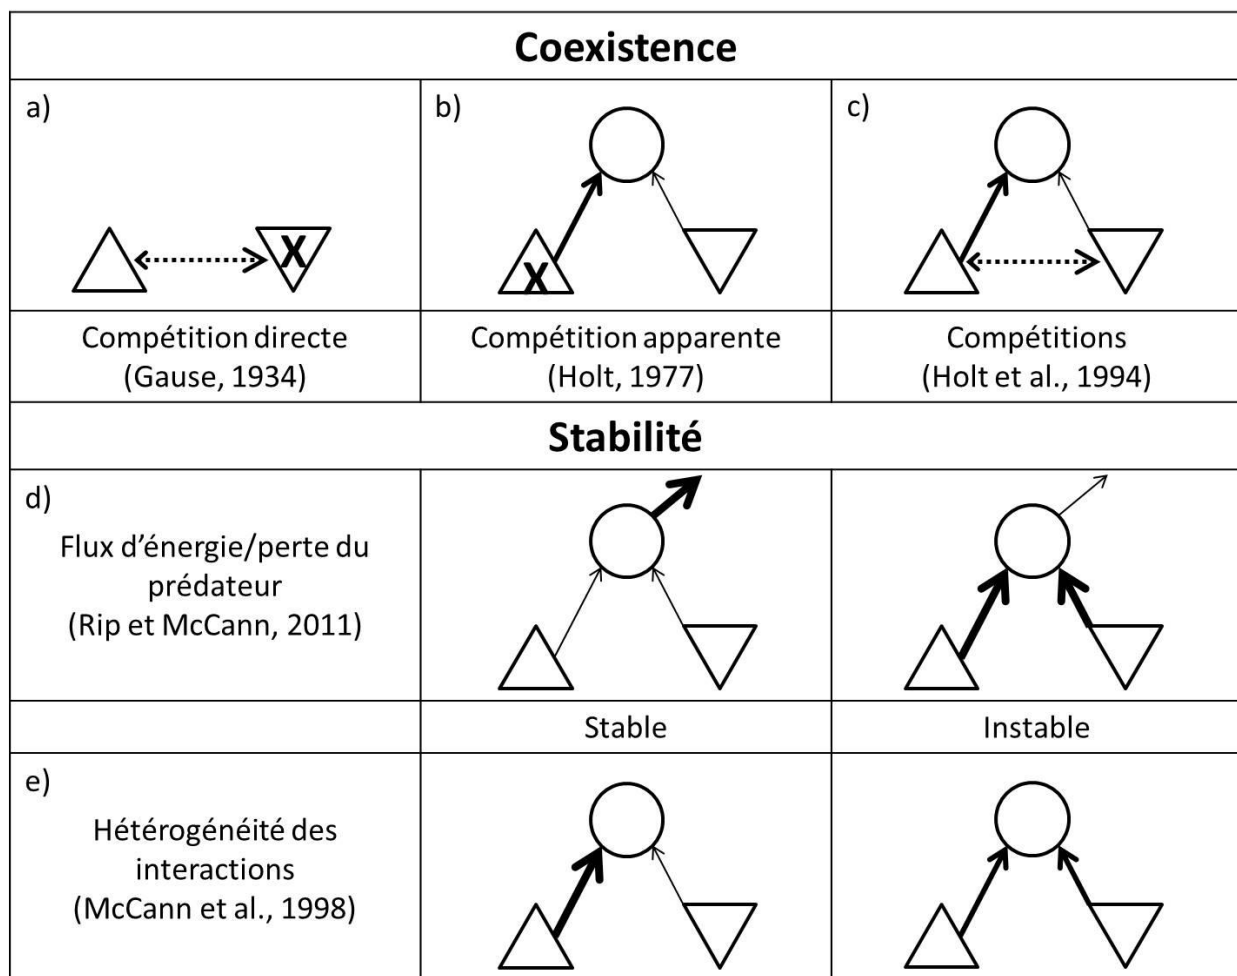 Coexistence
a)
b)
c)
X
X
Compétition directe
(Gause, 1934)
Compétition apparente
(Holt, 1977)
Compétitions
(Holt et al., 1994)
Stabilité
d)
Flux d'énergie/perte du
prédateur
(Rip et McCann, 2011)
Stable
Instable
e)
Hétérogénéité des
interactions
(McCann et al., 1998)